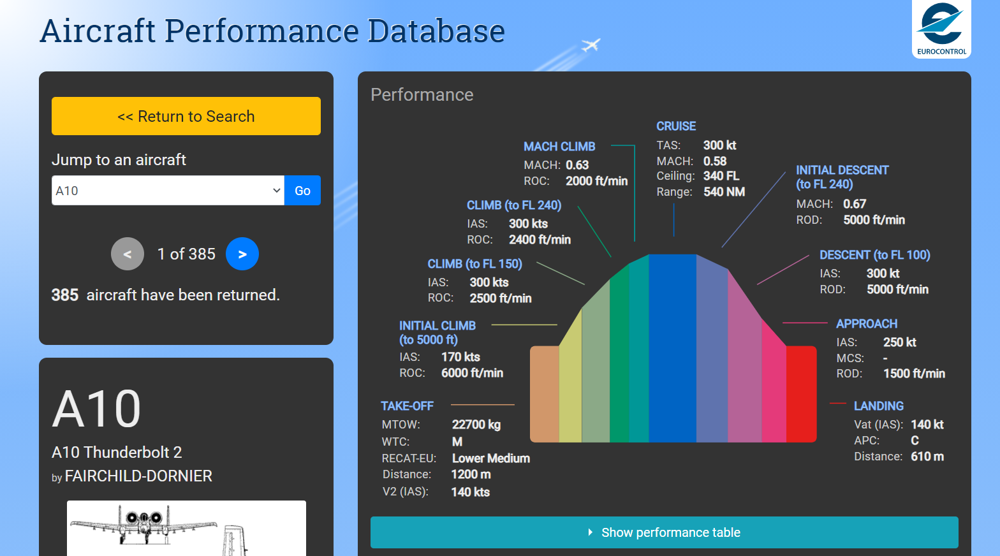 Aircraft Performance Database
EUROCONTROL
<< Return to Search
Jump to an aircraft
A10
Go
<
1 of 385
>
385 aircraft have been returned.
A10
A10 Thunderbolt 2
by FAIRCHILD-DORNIER
Performance
CRUISE
TAS: 300 kt
MACH: 0.58
Ceiling: 340 FL
Range: 540 NM
MACH CLIMB
MACH: 0.63
ROC: 2000 ft/min
INITIAL DESCENT
(to FL 240)
MACH: 0.67
ROD: 5000 ft/min
CLIMB (to FL 240)
IAS: 300 kts
ROC: 2400 ft/min
DESCENT (to FL 100)
IAS: 300 kt
ROD: 5000 ft/min
CLIMB (to FL 150)
IAS: 300 kts
ROC: 2500 ft/min
APPROACH
IAS: 250 kt
MCS: -
ROD: 1500 ft/min
INITIAL CLIMB
(to 5000 ft)
IAS: 170 kts
ROC: 6000 ft/min
TAKE-OFF
MTOW: 22700 kg
WTC: M
RECAT-EU: Lower Medium
Distance: 1200 m
V2 (IAS): 140 kts
LANDING
Vat (IAS): 140 kt
APC: C
Distance: 610 m
Show performance table